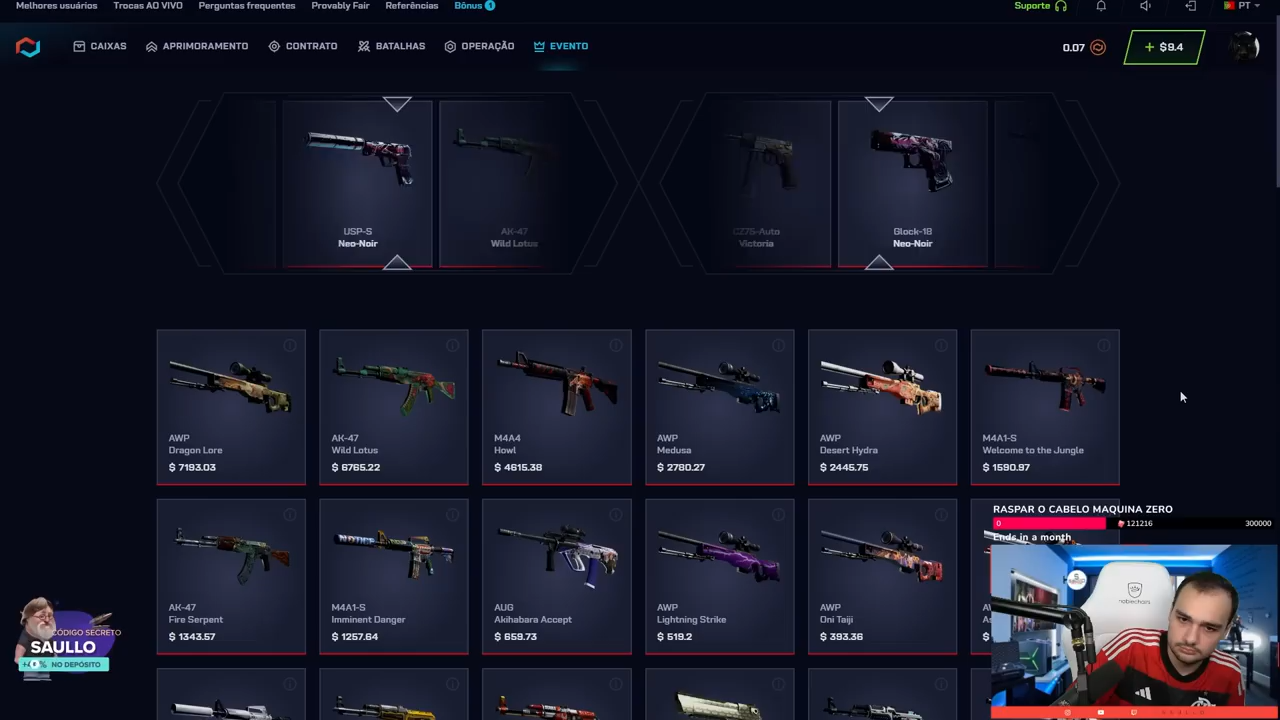 Melhores usuários Trocas AO VIVO Perguntas frequentes Provably Fair Referências Bônus 1 Suporte PT
CAIXAS APRIMORAMENTO CONTRATO BATALHAS OPERAÇÃO EVENTO 0.07 + $9.4
USP-S
Neo-Noir
AK-47
Wild Lotus
CZ75-Auto
Victoria
Glock-18
Neo-Noir
AWP
Dragon Lore
$ 7193.03
AK-47
Wild Lotus
$ 6765.22
M4A4
Howl
$ 4615.38
AWP
Medusa
$ 2780.27
AWP
Desert Hydra
$ 2445.75
M4A1-S
Welcome to the Jungle
$ 1590.97
AK-47
Fire Serpent
$ 1343.57
M4A1-S
Imminent Danger
$ 1257.64
AUG
Akihabara Accept
$ 659.73
AWP
Lightning Strike
$ 519.2
AWP
Oni Taiji
$ 393.36
$
RASPAR O CABELO MAQUINA ZERO
0 121216 300000
Ends in a month
noblechairs
CÓDIGO SECRETO
SAULLO
NO DEPÓSITO